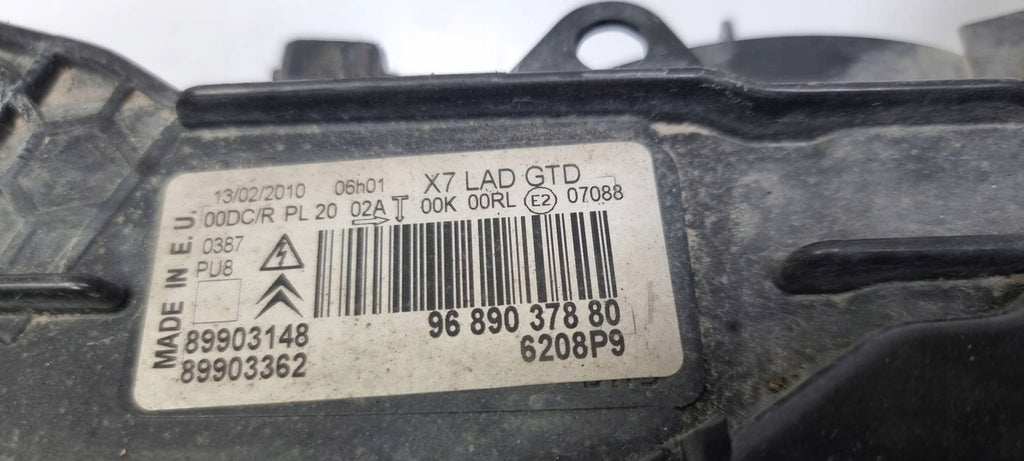 13/02/2010 06h01 X7 LAD GTD
00DC/R PL 20 02A 00K 00RL E2 07088
MADE IN E.U
0387
PU8
96 890 378 80
89903148
6208P9
89903362